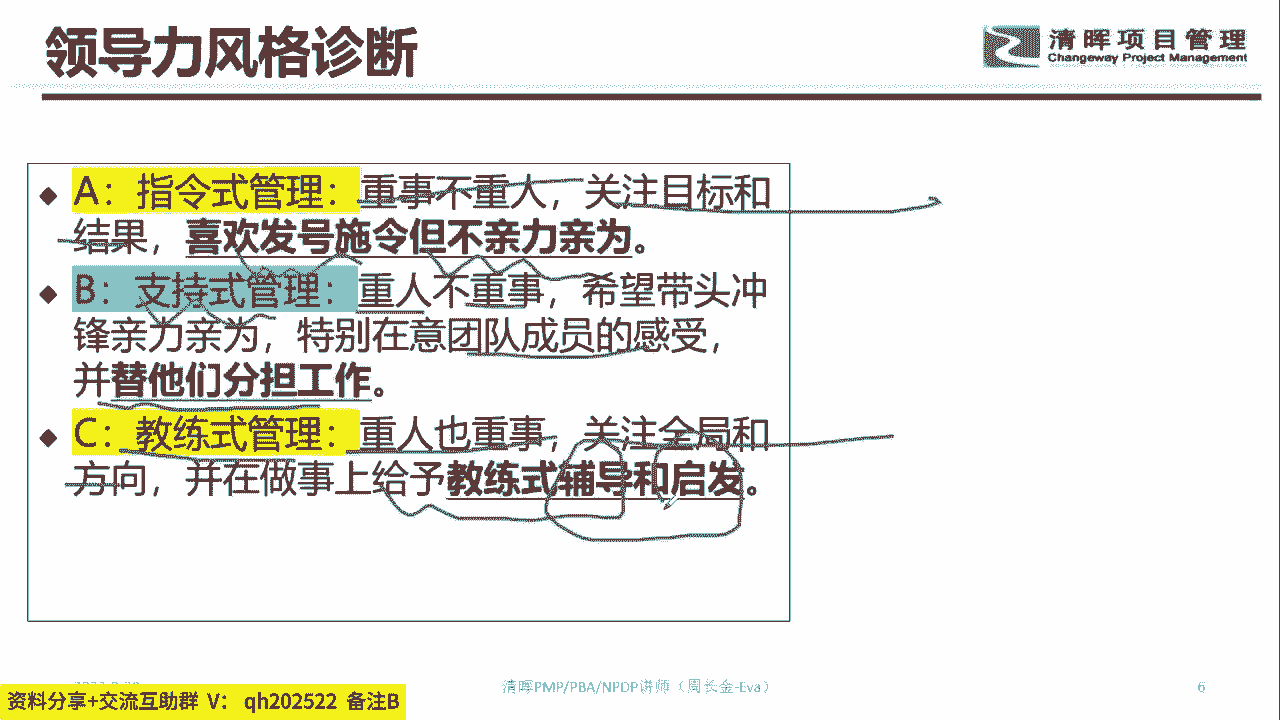 领导力风格诊断
清晖项目管理
Changeway Project Management
◆ A：指令式管理：重事不重人，关注目标和
结果，喜欢发号施令但不亲力亲为。
◆ B：支持式管理：重人不重事，希望带头冲
锋亲力亲为，特别在意团队成员的感受，
并替他们分担工作。
◆ C：教练式管理：重人也重事，关注全局和
方向，并在做事上给予教练式辅导和启发。
清晖PMP/PBA/NPDP讲师（周长金-Eva）
6
资料分享+交流互助群 V： qh202522 备注B